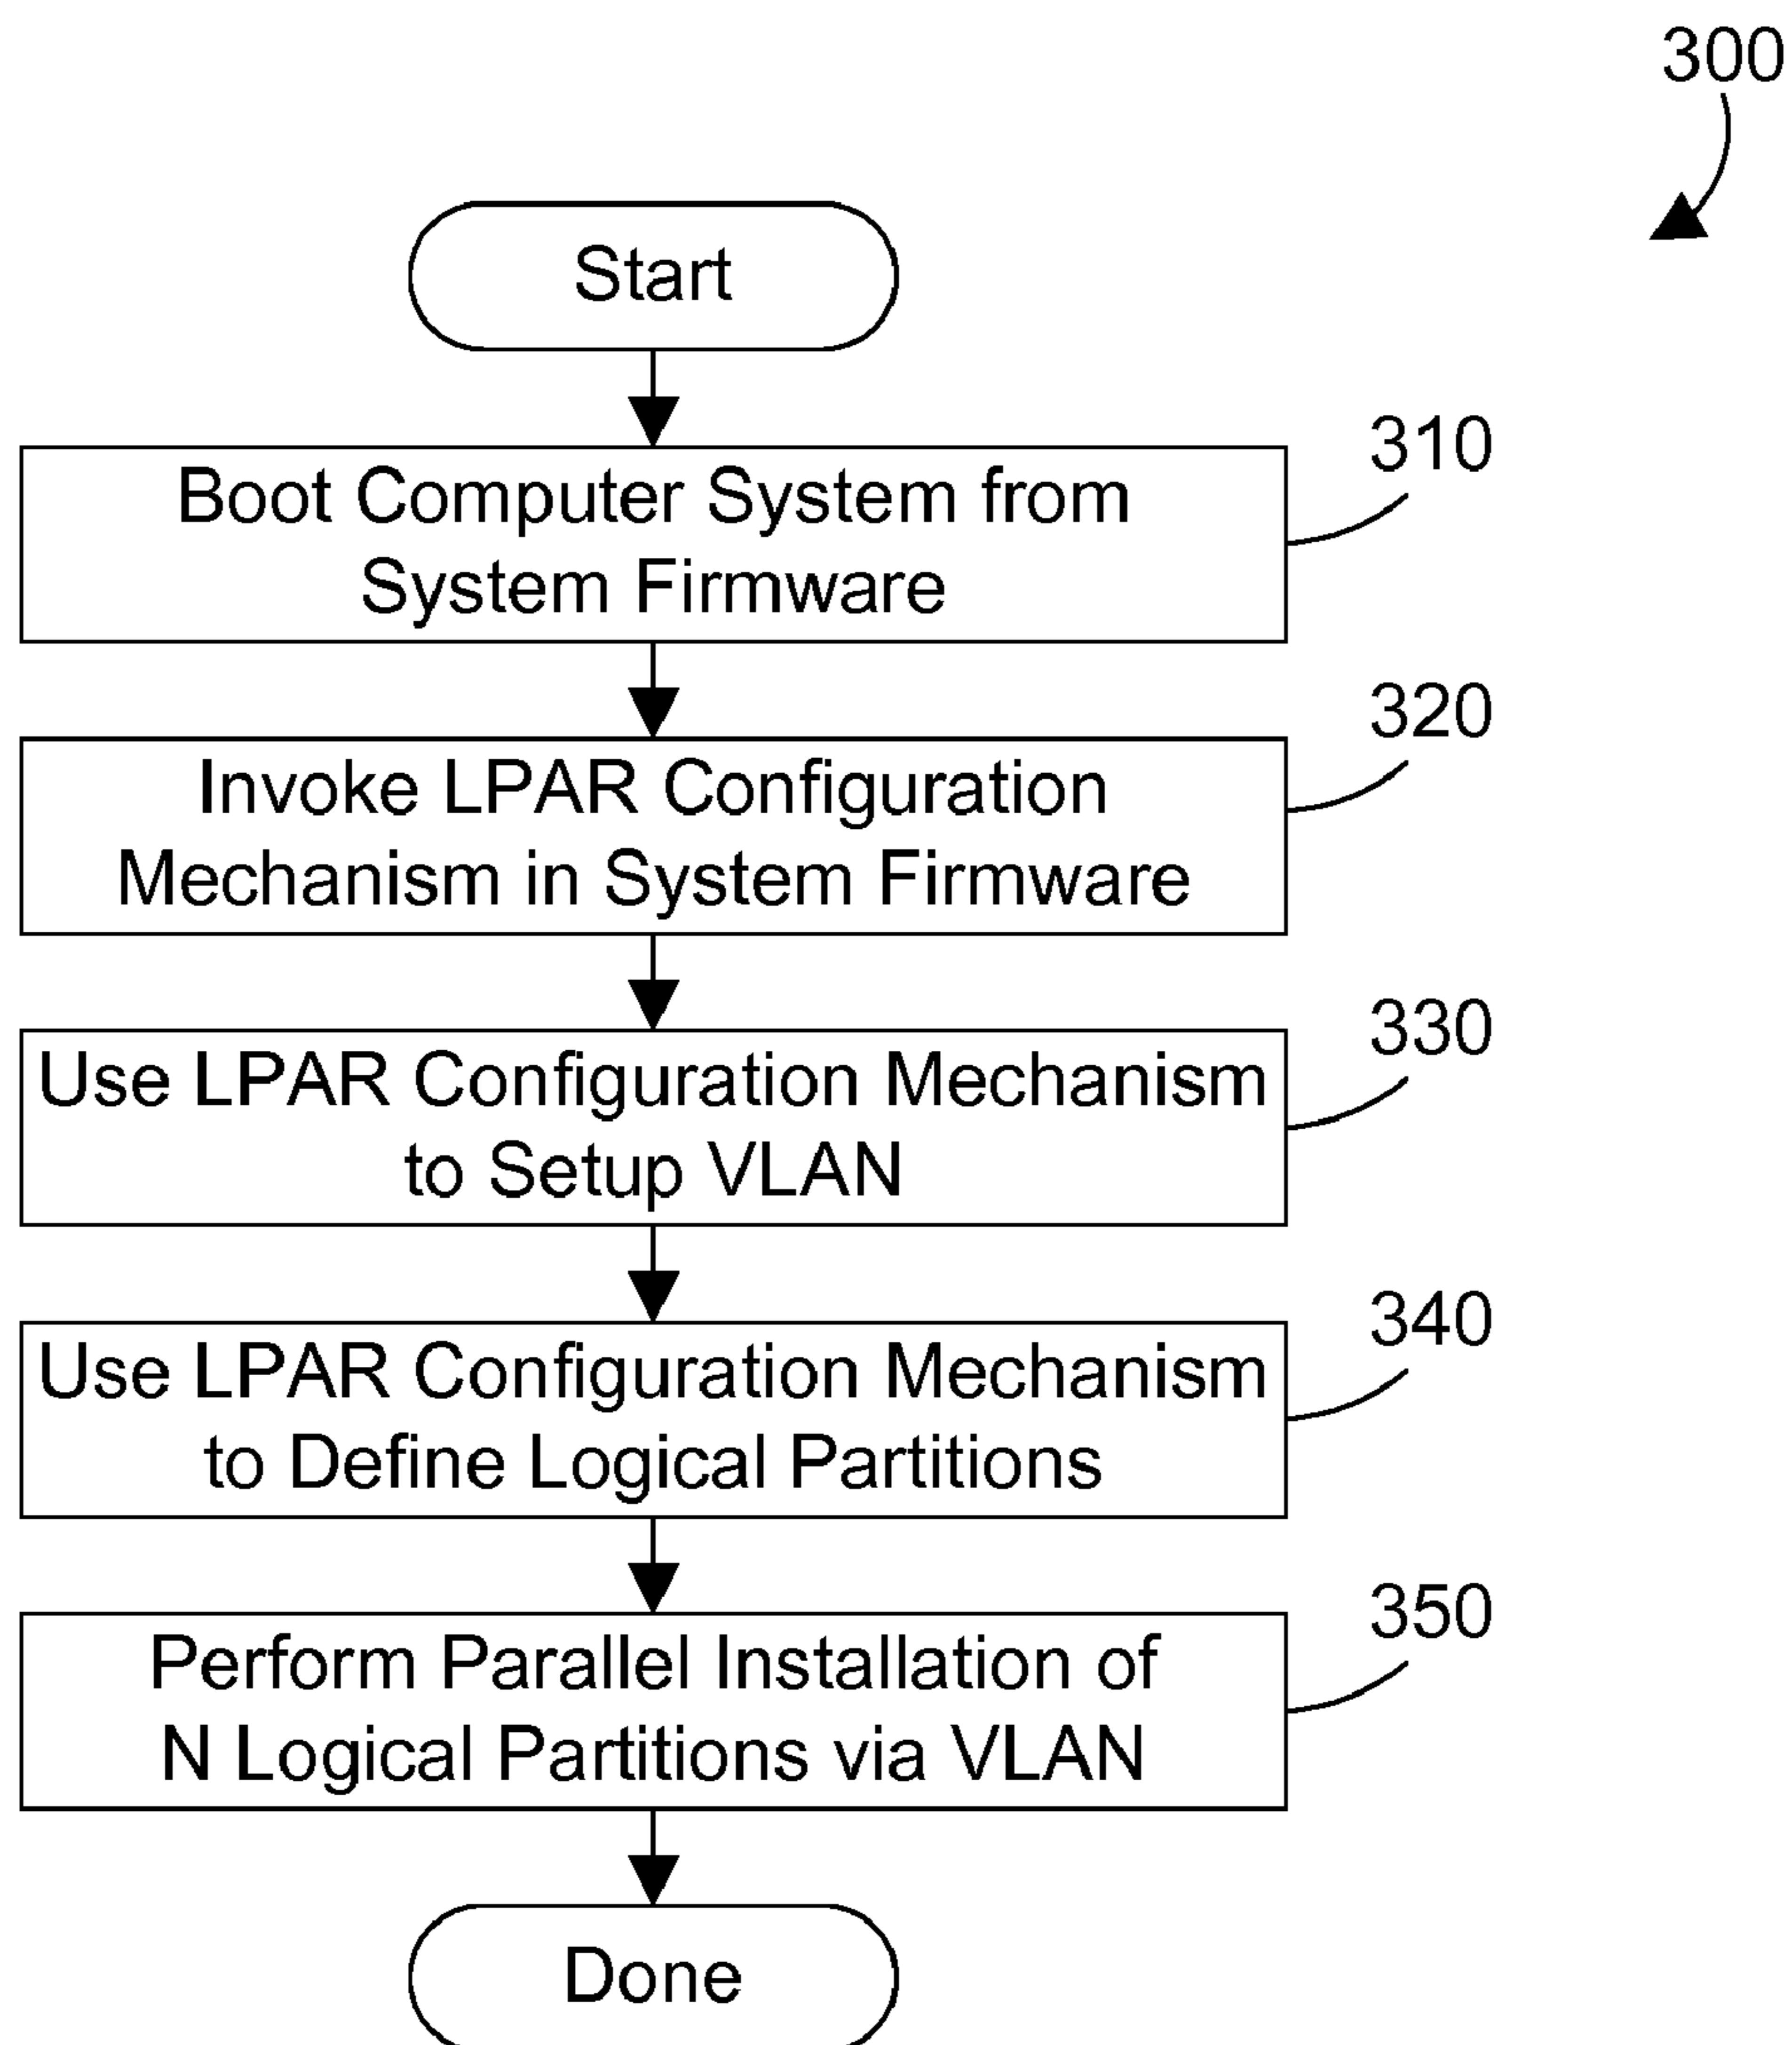 300
Start
310
Boot Computer System from
System Firmware
320
Invoke LPAR Configuration
Mechanism in System Firmware
330
Use LPAR Configuration Mechanism
to Setup VLAN
340
Use LPAR Configuration Mechanism
to Define Logical Partitions
350
Perform Parallel Installation of
N Logical Partitions via VLAN
Done